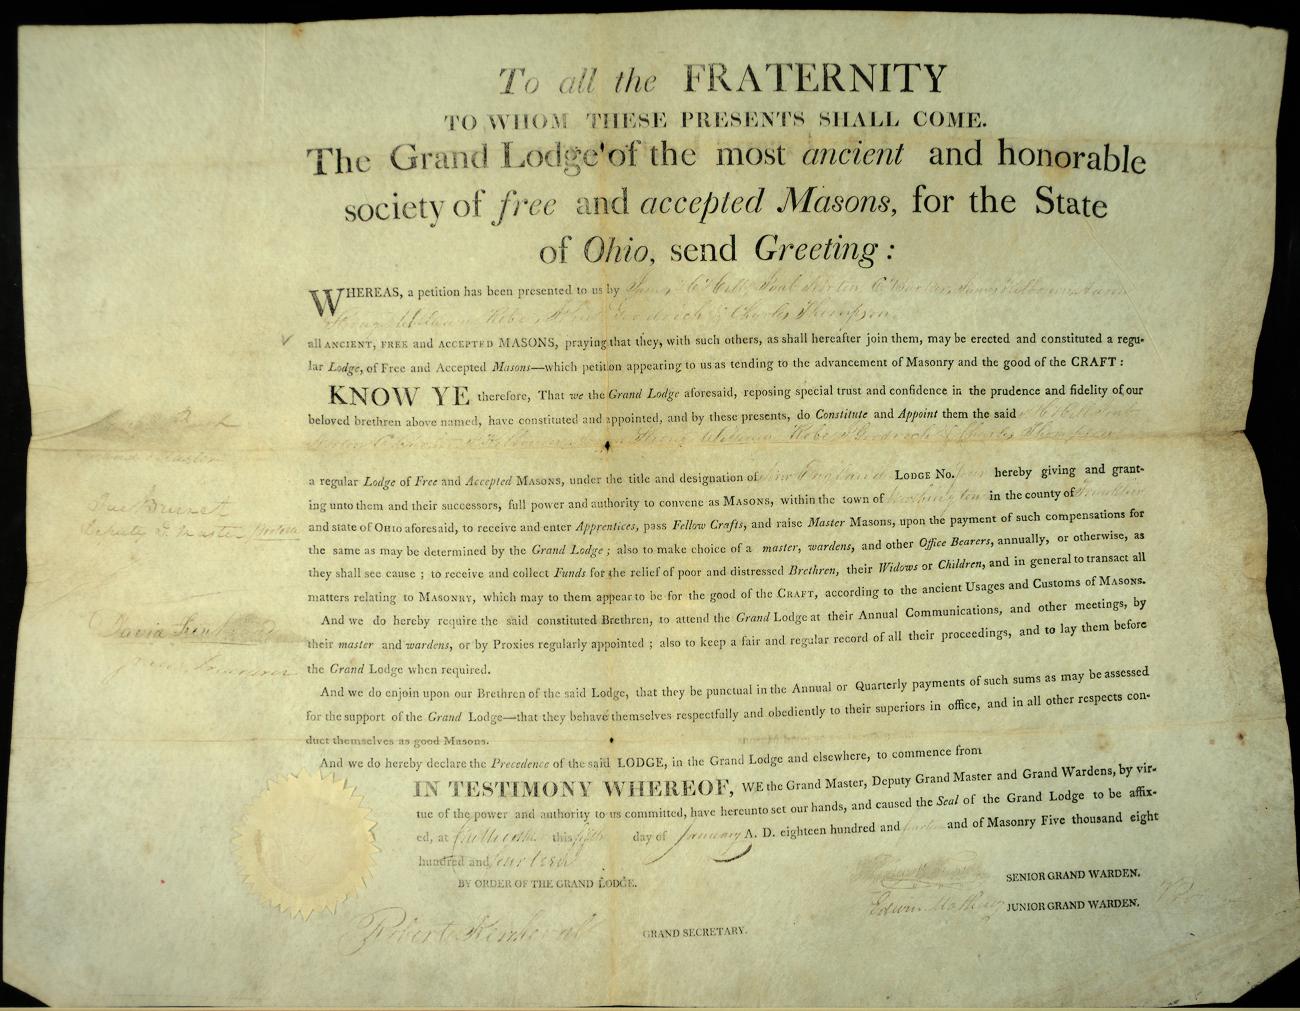 To all the FRATERNITY
TO WHOM THESE PRESENTS SHALL COME.
The Grand Lodge of the most ancient and honorable
society of free and accepted Masons, for the State
of Ohio, send Greeting:
WHEREAS, a petition has been presented to us by
William Charles Thompson
all ANCIENT, FREE and ACCEPTED MASONS, praying that they, with such others, as shall hereafter join them, may be erected and constituted a regu-
lar Lodge, of Free and Accepted Masons—which petition appearing to us as tending to the advancement of Masonry and the good of the CRAFT:
KNOW YE therefore, That we the Grand Lodge aforesaid, reposing special trust and confidence in the prudence and fidelity of our
beloved brethren above named, have constituted and appointed, and by these presents, do Constitute and Appoint them the said
William Charles Thompson
a regular Lodge of Free and Accepted MASONS, under the title and designation of New England LODGE No. hereby giving and grant-
ing unto them and their successors, full power and authority to convene as MASONS, within the town of Worthington in the county of Franklin
and state of OHIO aforesaid, to receive and enter Apprentices, pass Fellow Crafts, and raise Master Masons, upon the payment of such compensations for
the same as may be determined by the Grand Lodge; also to make choice of a master, wardens, and other Office Bearers, annually, or otherwise, as
they shall see cause; to receive and collect Funds for the relief of poor and distressed Brethren, their Widows or Children, and in general to transact all
matters relating to MASONRY, which may to them appear to be for the good of the CRAFT, according to the ancient Usages and Customs of MASONS.
And we do hereby require the said constituted Brethren, to attend the Grand Lodge at their Annual Communications, and other meetings, by
their master and wardens, or by Proxies regularly appointed; also to keep a fair and regular record of all their proceedings, and to lay them before
the Grand Lodge when required.
And we do enjoin upon our Brethren of the said Lodge, that they be punctual in the Annual or Quarterly payments of such sums as may be assessed
for the support of the Grand Lodge—that they behave themselves respectfully and obediently to their superiors in office, and in all other respects con-
duct themselves as good Masons.
And we do hereby declare the Precedence of the said LODGE, in the Grand Lodge and elsewhere, to commence from
IN TESTIMONY WHEREOF, WE the Grand Master, Deputy Grand Master and Grand Wardens, by vir-
tue of the power and authority to us committed, have hereunto set our hands, and caused the Seal of the Grand Lodge to be affix-
ed, at Chillicothe this fifth day of January A. D. eighteen hundred and and of Masonry Five thousand eight
hundred and fourteen
BY ORDER OF THE GRAND LODGE.
SENIOR GRAND WARDEN.
Edwin JUNIOR GRAND WARDEN.
Robert GRAND SECRETARY.
Deputy G Master
David